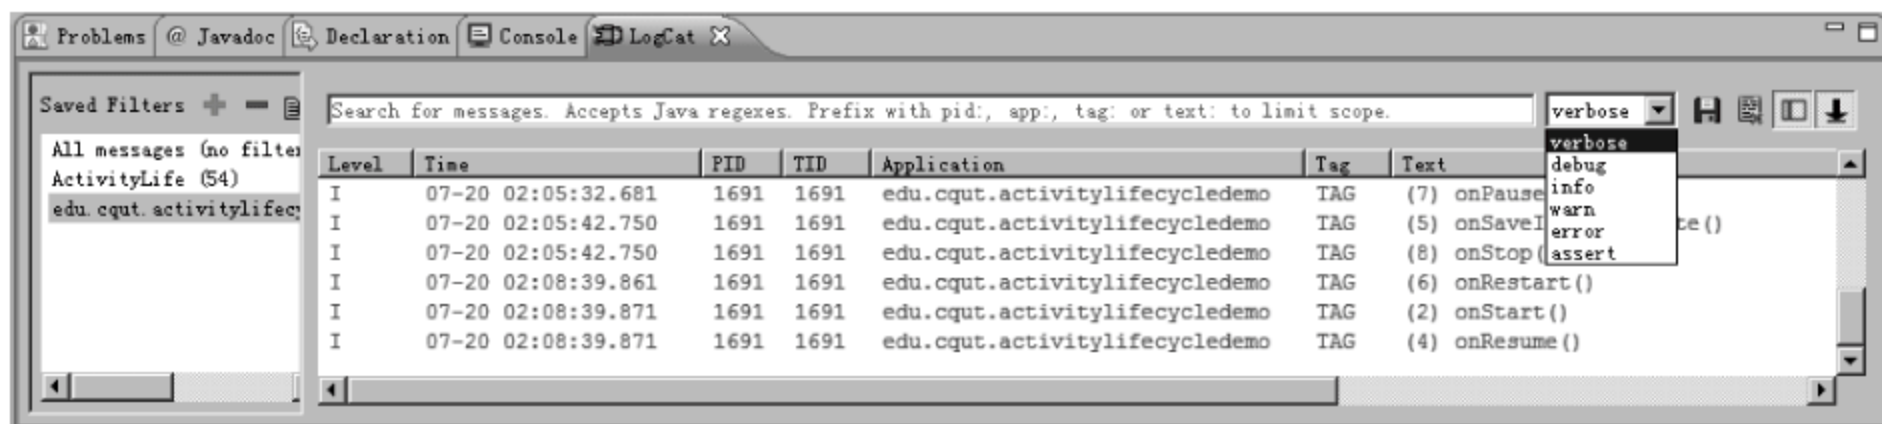 Problems @ Javadoc Declaration Console LogCat
Saved Filters
Search for messages. Accepts Java regexes. Prefix with pid:, app:, tag: or text: to limit scope.
verbose
All messages (no filter
ActivityLife (54)
edu.cqut.activitylifecy
verbose
debug
info
warn
error
assert
Level Time PID TID Application Tag Text
I 07-20 02:05:32.681 1691 1691 edu.cqut.activitylifecycledemo TAG (7) onPause
I 07-20 02:05:42.750 1691 1691 edu.cqut.activitylifecycledemo TAG (5) onSaveI te()
I 07-20 02:05:42.750 1691 1691 edu.cqut.activitylifecycledemo TAG (8) onStop(
I 07-20 02:08:39.861 1691 1691 edu.cqut.activitylifecycledemo TAG (6) onRestart()
I 07-20 02:08:39.871 1691 1691 edu.cqut.activitylifecycledemo TAG (2) onStart()
I 07-20 02:08:39.871 1691 1691 edu.cqut.activitylifecycledemo TAG (4) onResume()